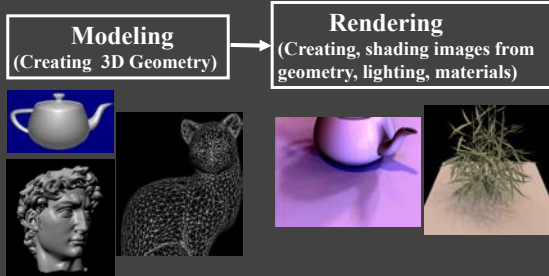 Modeling
(Creating 3D Geometry)
Rendering
(Creating, shading images from
geometry, lighting, materials)